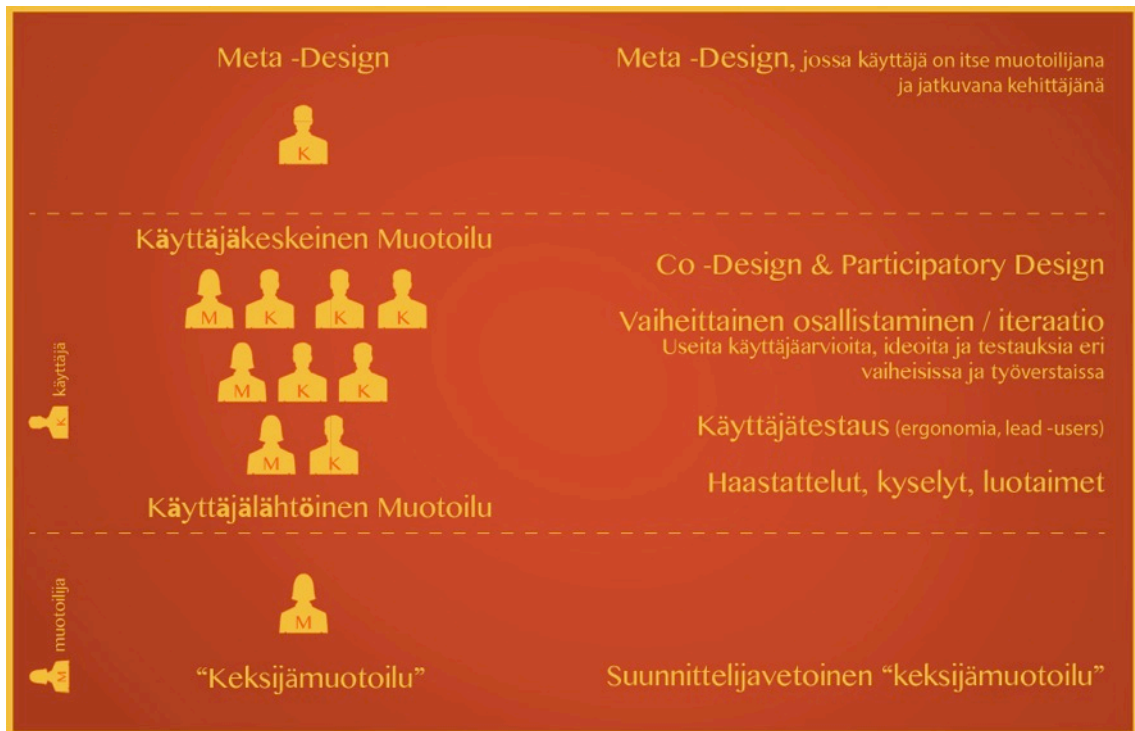 Meta -Design
Meta -Design, jossa käyttäjä on itse muotoilijana
ja jatkuvana kehittäjänä
K
Käyttäjäkeskeinen Muotoilu
M K K K
M K K
M K
Käyttäjälähtöinen Muotoilu
Co -Design & Participatory Design
Vaiheittainen osallistaminen / iteraatio
Useita käyttäjäarvioita, ideoita ja testauksia eri
vaiheisissa ja työverstaissa
Käyttäjätestaus (ergonomia, lead -users)
Haastattelut, kyselyt, luotaimet
K käyttäjä
M
"Keksijämuotoilu"
Suunnittelijavetoinen "keksijämuotoilu"
M muotoilija